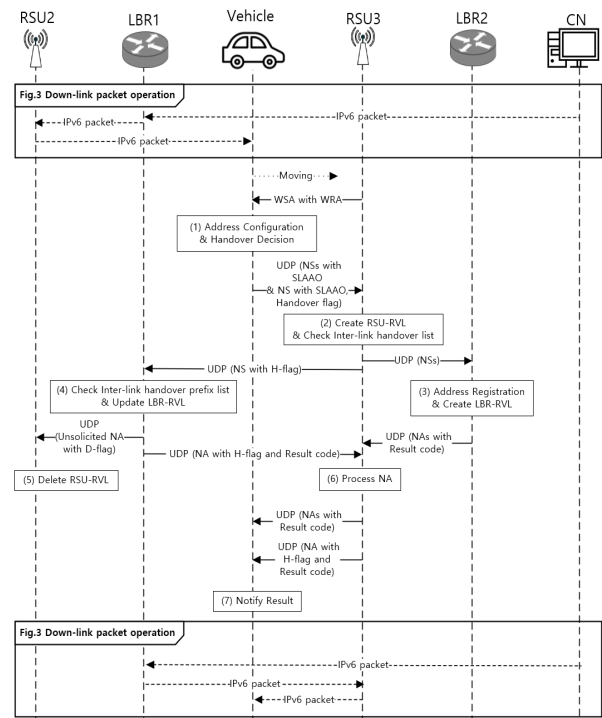 RSU2
LBR1
Vehicle
RSU3
LBR2
CN
Fig.3 Down-link packet operation
IPv6 packet
IPv6 packet
IPv6 packet
Moving
WSA with WRA
(1) Address Configuration
& Handover Decision
UDP (NSs with
SLAAO
& NS with SLAAO,
Handover flag)
(2) Create RSU-RVL
& Check Inter-link handover list
UDP (NSs)
UDP (NS with H-flag)
(4) Check Inter-link handover prefix list
& Update LBR-RVL
(3) Address Registration
& Create LBR-RVL
UDP
(Unsolicited NA
with D-flag)
UDP (NAs with
Result code)
UDP (NA with H-flag and Result code)
(5) Delete RSU-RVL
(6) Process NA
UDP (NAs with
Result code)
UDP (NA with
H-flag and
Result code)
(7) Notify Result
Fig.3 Down-link packet operation
IPv6 packet
IPv6 packet
IPv6 packet